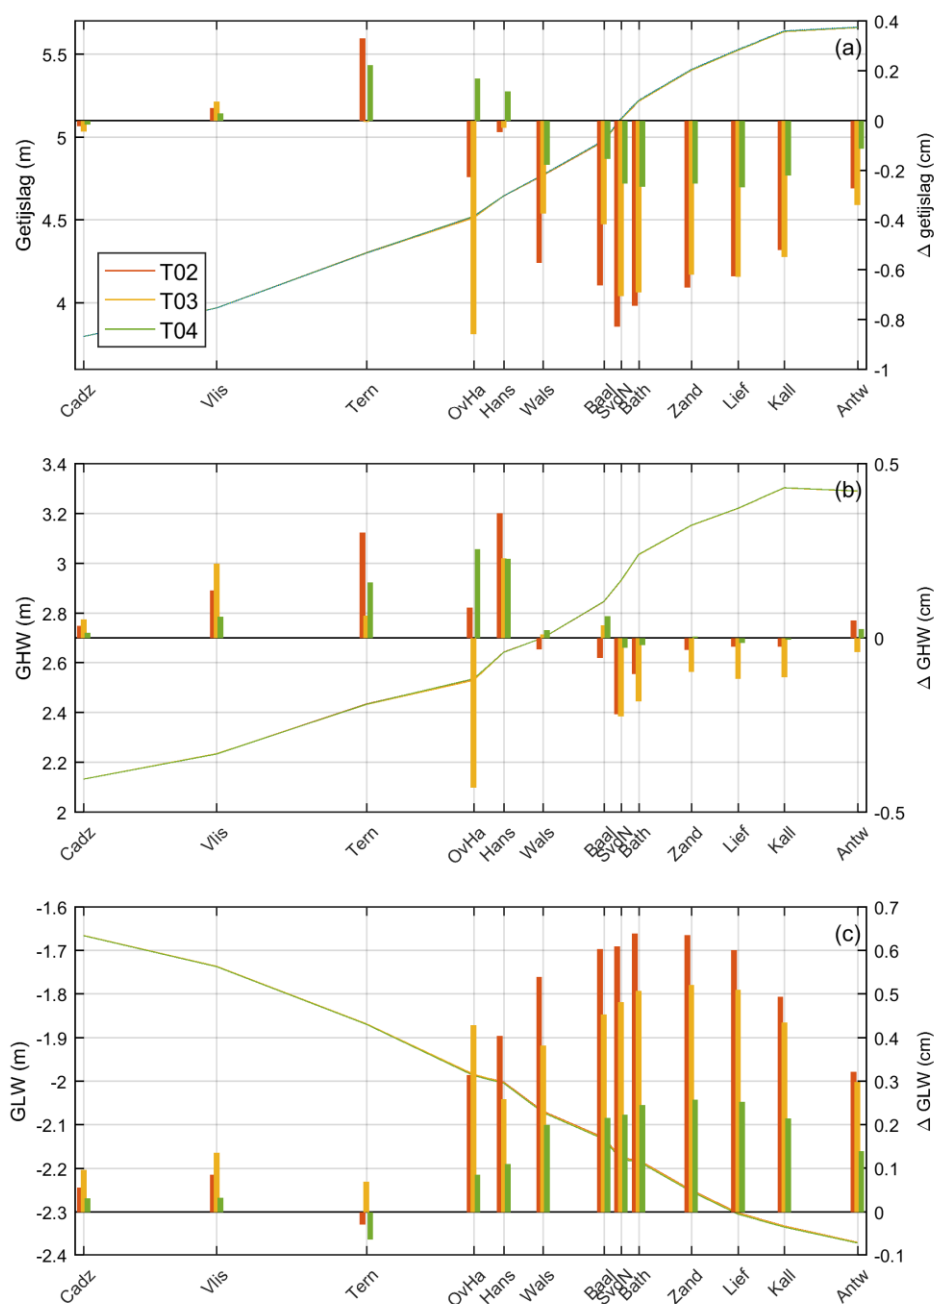 (a)
Getijslag (m)
5.5
5
4.5
4
0.4
0.2
0
-0.2
-0.4
-0.6
-0.8
-1
Δ getijslag (cm)
T02
T03
T04
Cadz Vlis Tern OvHa Hans Wals Baal SvdN Bath Zand Lief Kall Antw
(b)
GHW (m)
3.4
3.2
3
2.8
2.6
2.4
2.2
2
0.5
0
-0.5
Δ GHW (cm)
Cadz Vlis Tern OvHa Hans Wals Baal SvdN Bath Zand Lief Kall Antw
(c)
GLW (m)
-1.6
-1.7
-1.8
-1.9
-2
-2.1
-2.2
-2.3
-2.4
0.7
0.6
0.5
0.4
0.3
0.2
0.1
0
-0.1
Δ GLW (cm)
Cadz Vlis Tern OvHa Hans Wals Baal SvdN Bath Zand Lief Kall Antw